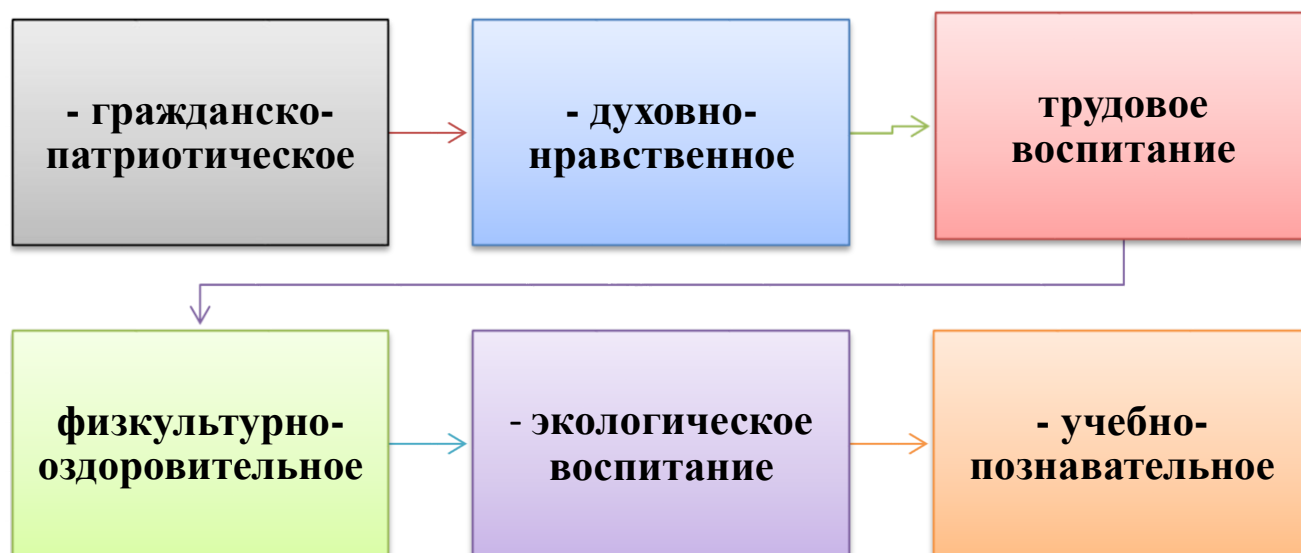 - гражданско-
патриотическое
- духовно-
нравственное
трудовое
воспитание
физкультурно-
оздоровительное
- экологическое
воспитание
- учебно-
познавательное